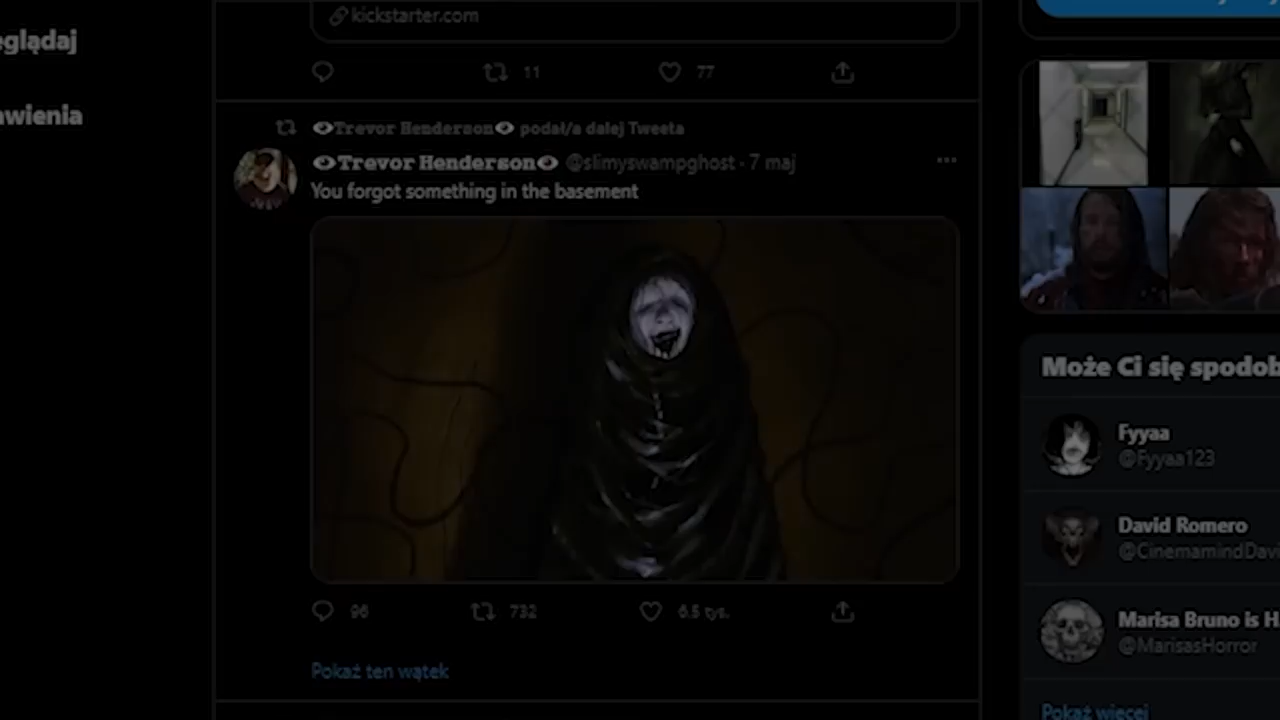 eglądaj
awienia
kickstarter.com
11 77
Trevor Henderson podał/a dalej Tweeta
Trevor Henderson @slimyswampghost · 7 maj
You forgot something in the basement
96 732 6.5 tys.
Pokaż ten wątek
Może Ci się spodob
Fyyaa
@Fyyaa123
David Romero
@CinemamindDavi
Marisa Bruno is H
@MarisasHorror
Pokaż więcej